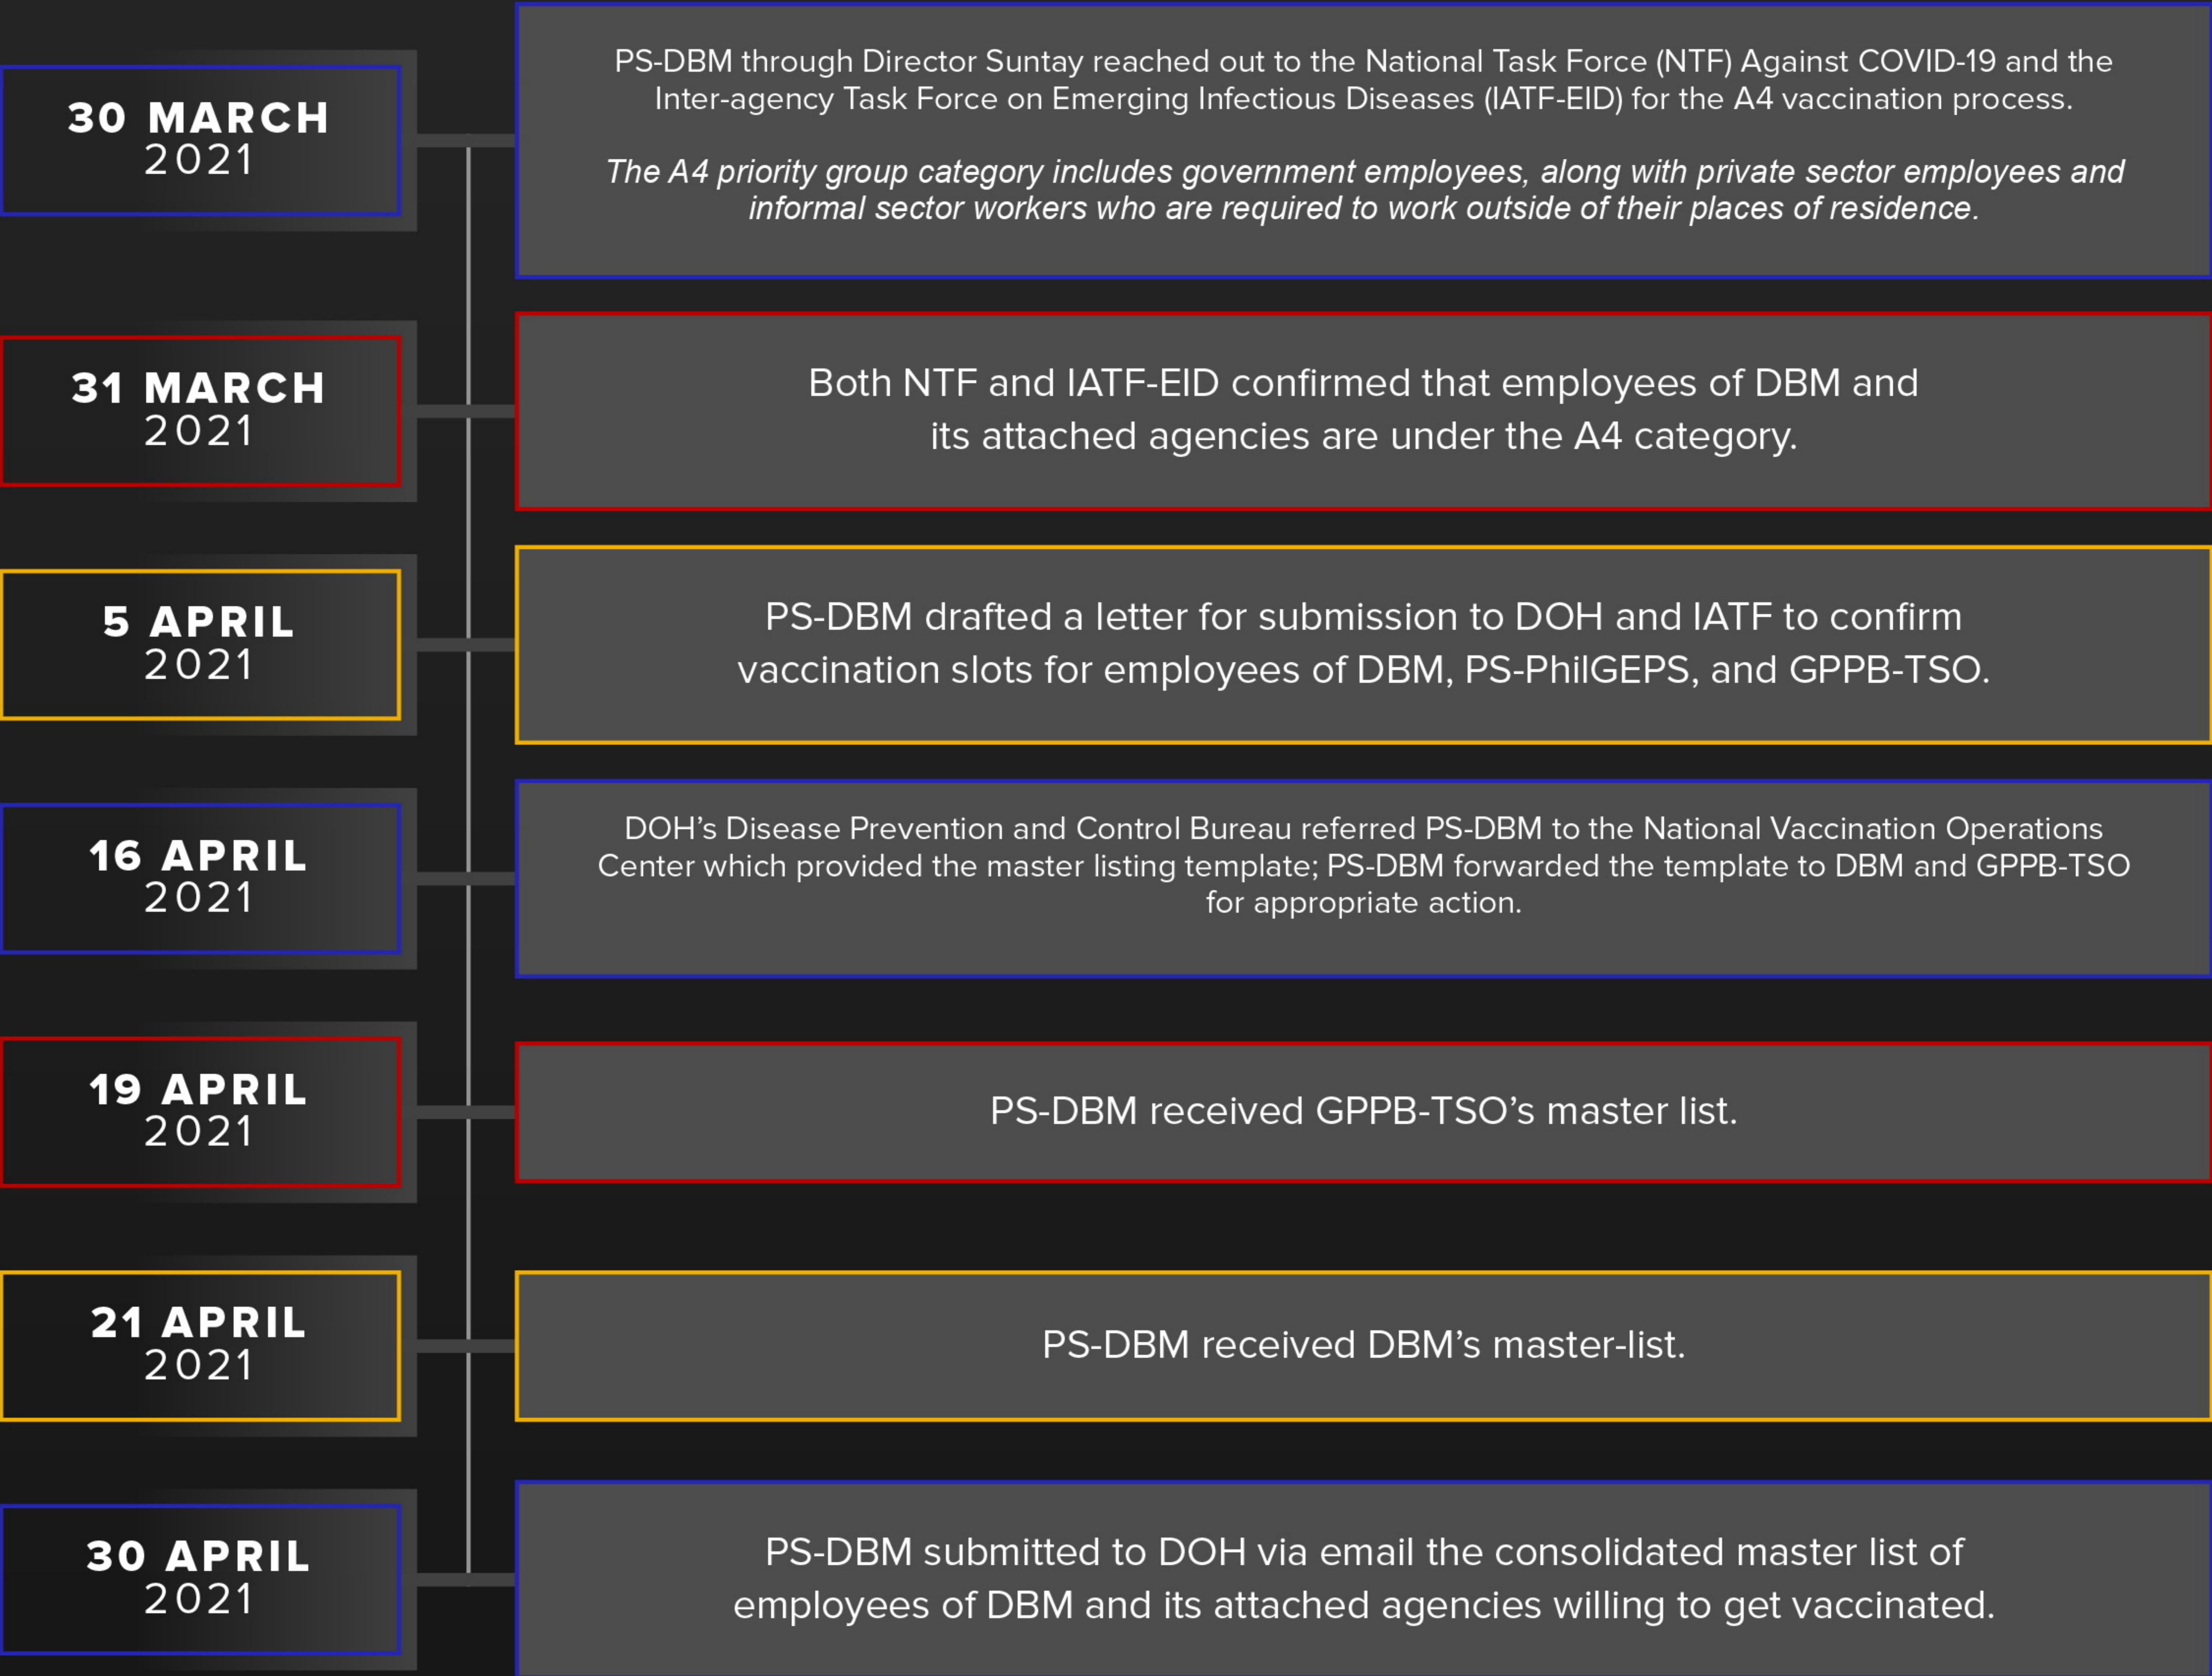 30 MARCH
2021
PS-DBM through Director Suntay reached out to the National Task Force (NTF) Against COVID-19 and the
Inter-agency Task Force on Emerging Infectious Diseases (IATF-EID) for the A4 vaccination process.
The A4 priority group category includes government employees, along with private sector employees and
informal sector workers who are required to work outside of their places of residence.
31 MARCH
2021
Both NTF and IATF-EID confirmed that employees of DBM and
its attached agencies are under the A4 category.
5 APRIL
2021
PS-DBM drafted a letter for submission to DOH and IATF to confirm
vaccination slots for employees of DBM, PS-PhilGEPS, and GPPB-TSO.
16 APRIL
2021
DOH’s Disease Prevention and Control Bureau referred PS-DBM to the National Vaccination Operations
Center which provided the master listing template; PS-DBM forwarded the template to DBM and GPPB-TSO
for appropriate action.
19 APRIL
2021
PS-DBM received GPPB-TSO’s master list.
21 APRIL
2021
PS-DBM received DBM’s master-list.
30 APRIL
2021
PS-DBM submitted to DOH via email the consolidated master list of
employees of DBM and its attached agencies willing to get vaccinated.